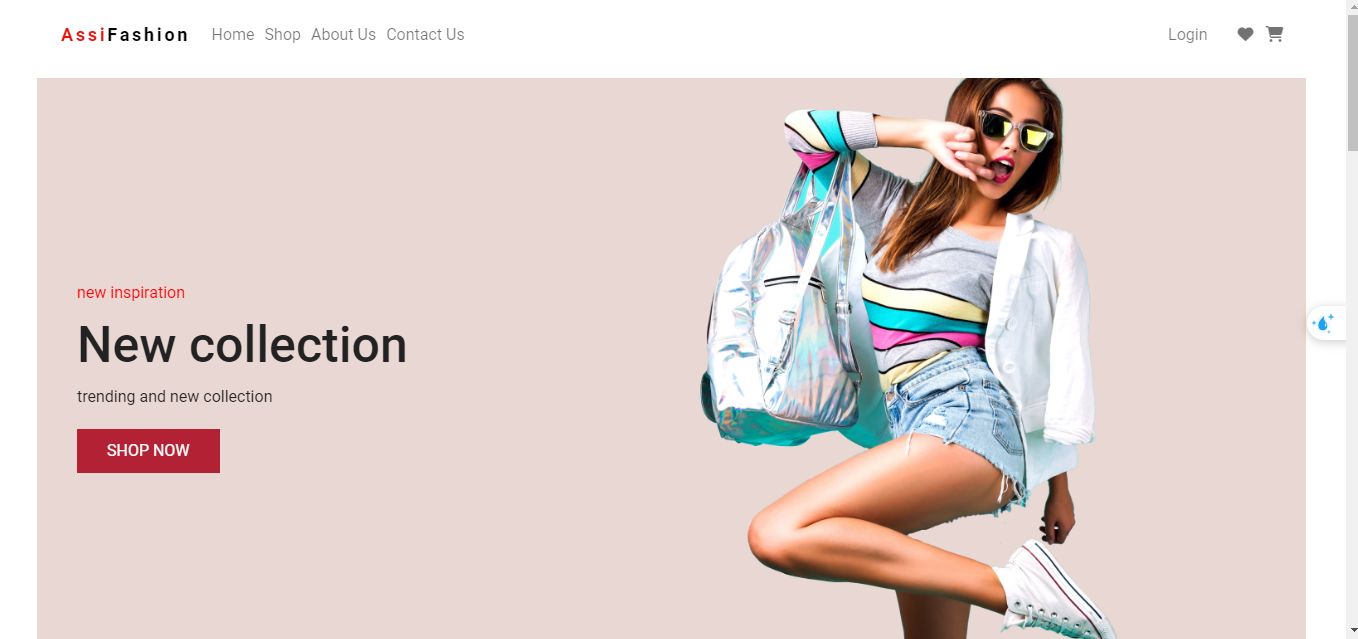 AssiFashion Home Shop About Us Contact Us Login
new inspiration
New collection
trending and new collection
SHOP NOW